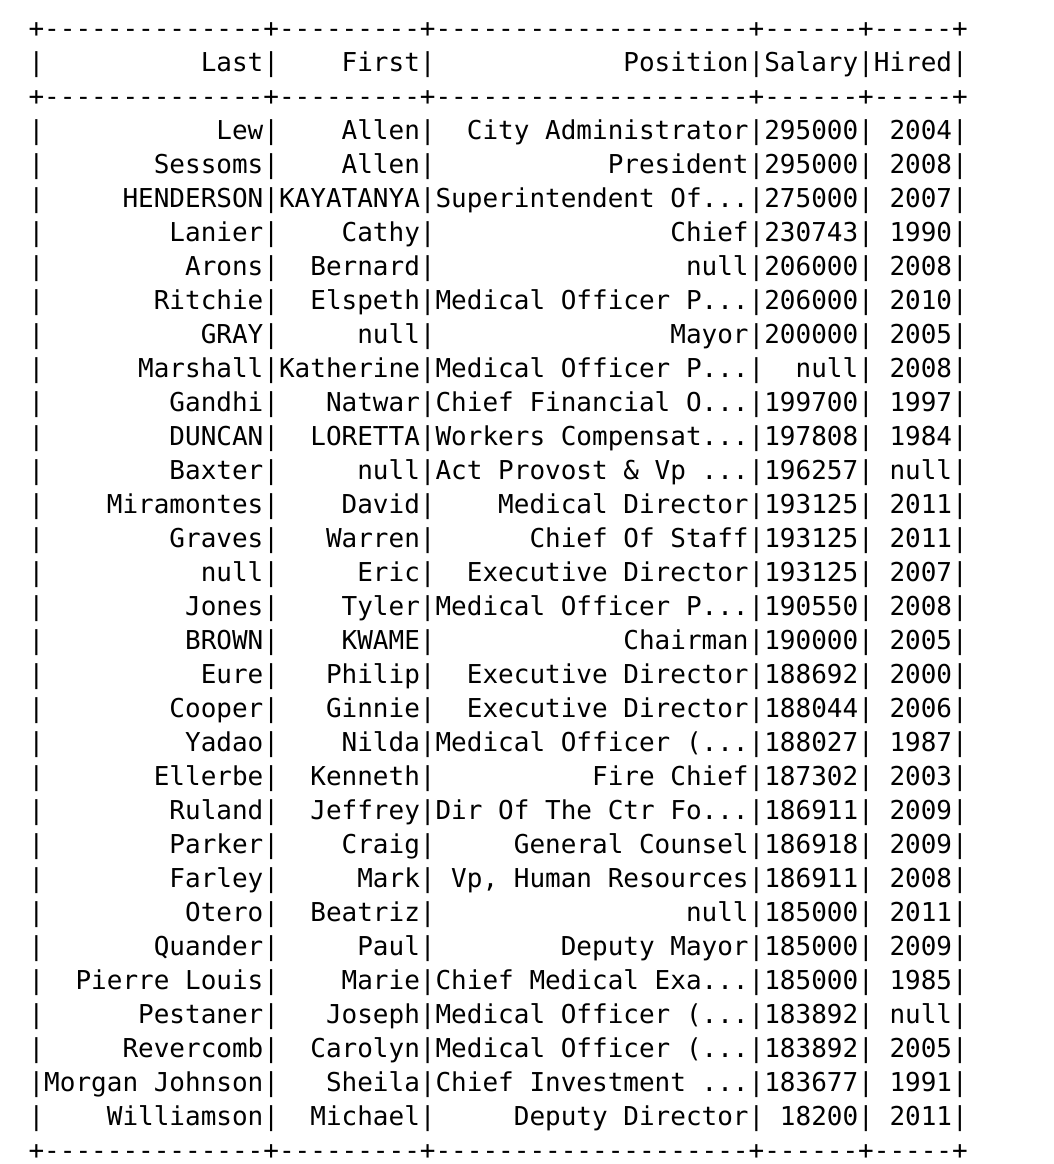 +--------------+---------+--------------------+------+-----+
|          Last|    First|            Position|Salary|Hired|
+--------------+---------+--------------------+------+-----+
|           Lew|    Allen|  City Administrator|295000| 2004|
|       Sessoms|    Allen|           President|295000| 2008|
|     HENDERSON|KAYATANYA|Superintendent Of...|275000| 2007|
|        Lanier|    Cathy|               Chief|230743| 1990|
|         Arons|  Bernard|                null|206000| 2008|
|       Ritchie|  Elspeth|Medical Officer P...|206000| 2010|
|          GRAY|     null|               Mayor|200000| 2005|
|      Marshall|Katherine|Medical Officer P...|  null| 2008|
|        Gandhi|   Natwar|Chief Financial O...|199700| 1997|
|        DUNCAN|  LORETTA|Workers Compensat...|197808| 1984|
|        Baxter|     null|Act Provost & Vp ...|196257| null|
|    Miramontes|    David|    Medical Director|193125| 2011|
|        Graves|   Warren|      Chief Of Staff|193125| 2011|
|          null|     Eric|  Executive Director|193125| 2007|
|         Jones|    Tyler|Medical Officer P...|190550| 2008|
|         BROWN|    KWAME|            Chairman|190000| 2005|
|          Eure|   Philip|  Executive Director|188692| 2000|
|        Cooper|   Ginnie|  Executive Director|188044| 2006|
|         Yadao|    Nilda|Medical Officer (...|188027| 1987|
|       Ellerbe|  Kenneth|          Fire Chief|187302| 2003|
|        Ruland|  Jeffrey|Dir Of The Ctr Fo...|186911| 2009|
|        Parker|    Craig|     General Counsel|186918| 2009|
|        Farley|     Mark| Vp, Human Resources|186911| 2008|
|         Otero|  Beatriz|                null|185000| 2011|
|       Quander|     Paul|        Deputy Mayor|185000| 2009|
|  Pierre Louis|    Marie|Chief Medical Exa...|185000| 1985|
|      Pestaner|   Joseph|Medical Officer (...|183892| null|
|     Revercomb|  Carolyn|Medical Officer (...|183892| 2005|
|Morgan Johnson|   Sheila|Chief Investment ...|183677| 1991|
|    Williamson|  Michael|     Deputy Director| 18200| 2011|
+--------------+---------+--------------------+------+-----+